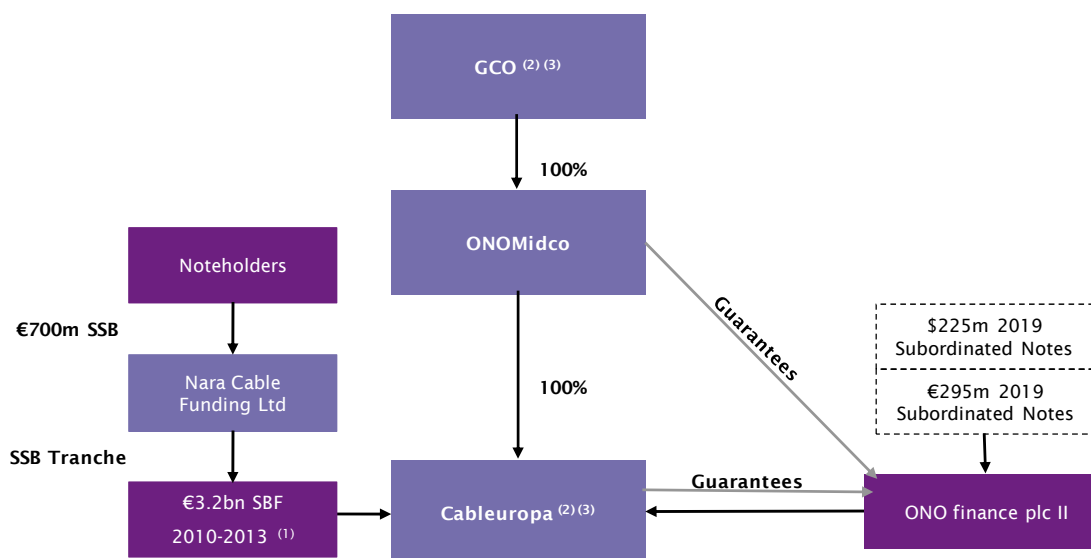 GCO (2) (3)
100%
ONOMidco
Noteholders
€700m SSB
Guarantees
$225m 2019
Subordinated Notes
Nara Cable
Funding Ltd
100%
€295m 2019
Subordinated Notes
SSB Tranche
€3.2bn SBF
2010-2013 (1)
Cableuropa (2) (3)
Guarantees
ONO finance plc II